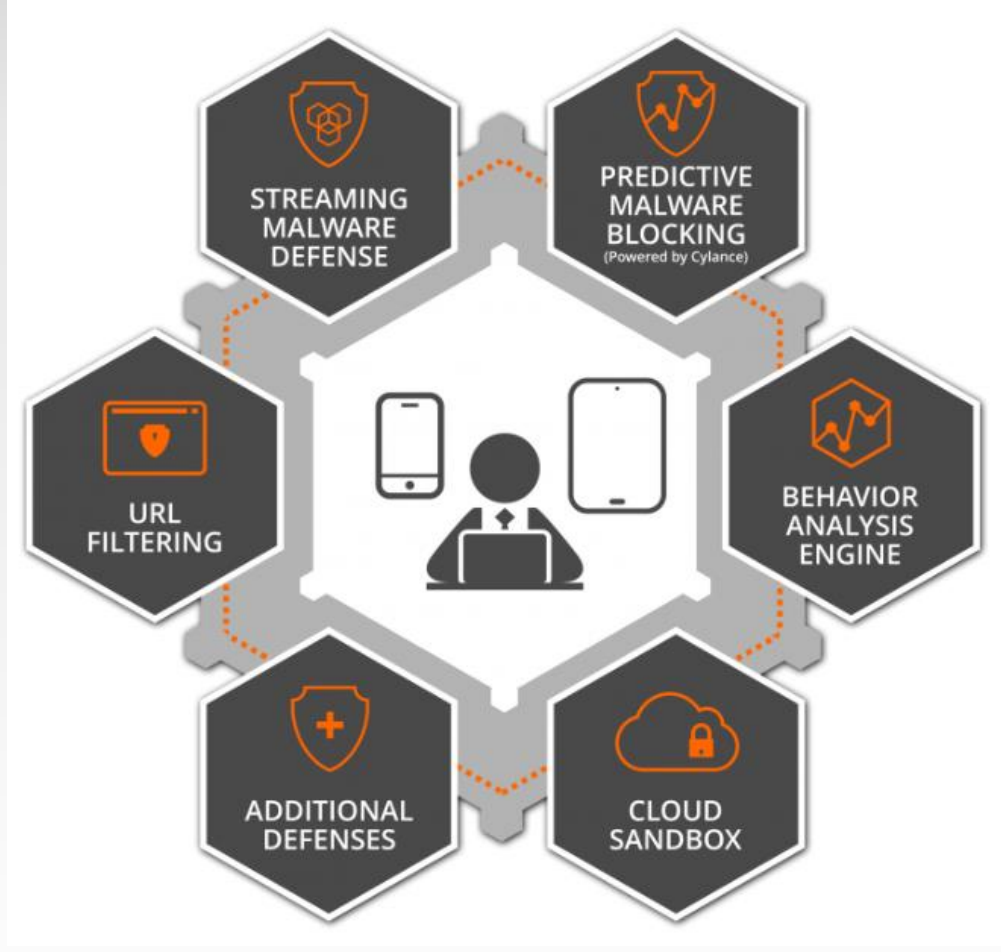 STREAMING
MALWARE
DEFENSE
PREDICTIVE
MALWARE
BLOCKING
(Powered by Cylance)
URL
FILTERING
BEHAVIOR
ANALYSIS
ENGINE
ADDITIONAL
DEFENSES
CLOUD
SANDBOX